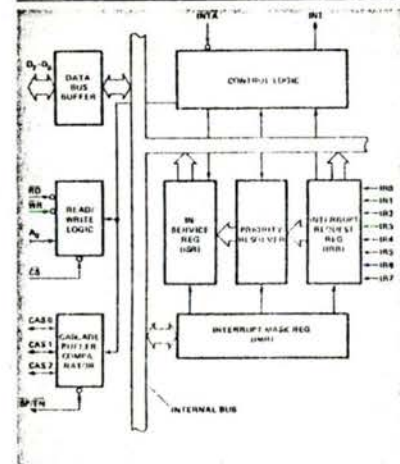 INTA INT
D7-D0
DATA
BUS
BUFFER
CONTROL LOGIC
RD
WR
A0
CS
READ/
WRITE
LOGIC
IN
SERVICE
REG
(ISR)
PRIORITY
RESOLVER
INTERRUPT
REQUEST
REG
(IRR)
IR0
IR1
IR2
IR3
IR4
IR5
IR6
IR7
CAS 0
CAS 1
CAS 2
CASCADE
BUFFER
COMPA
RATOR
INTERRUPT MASK REG
(IMR)
SP/EN
INTERNAL BUS